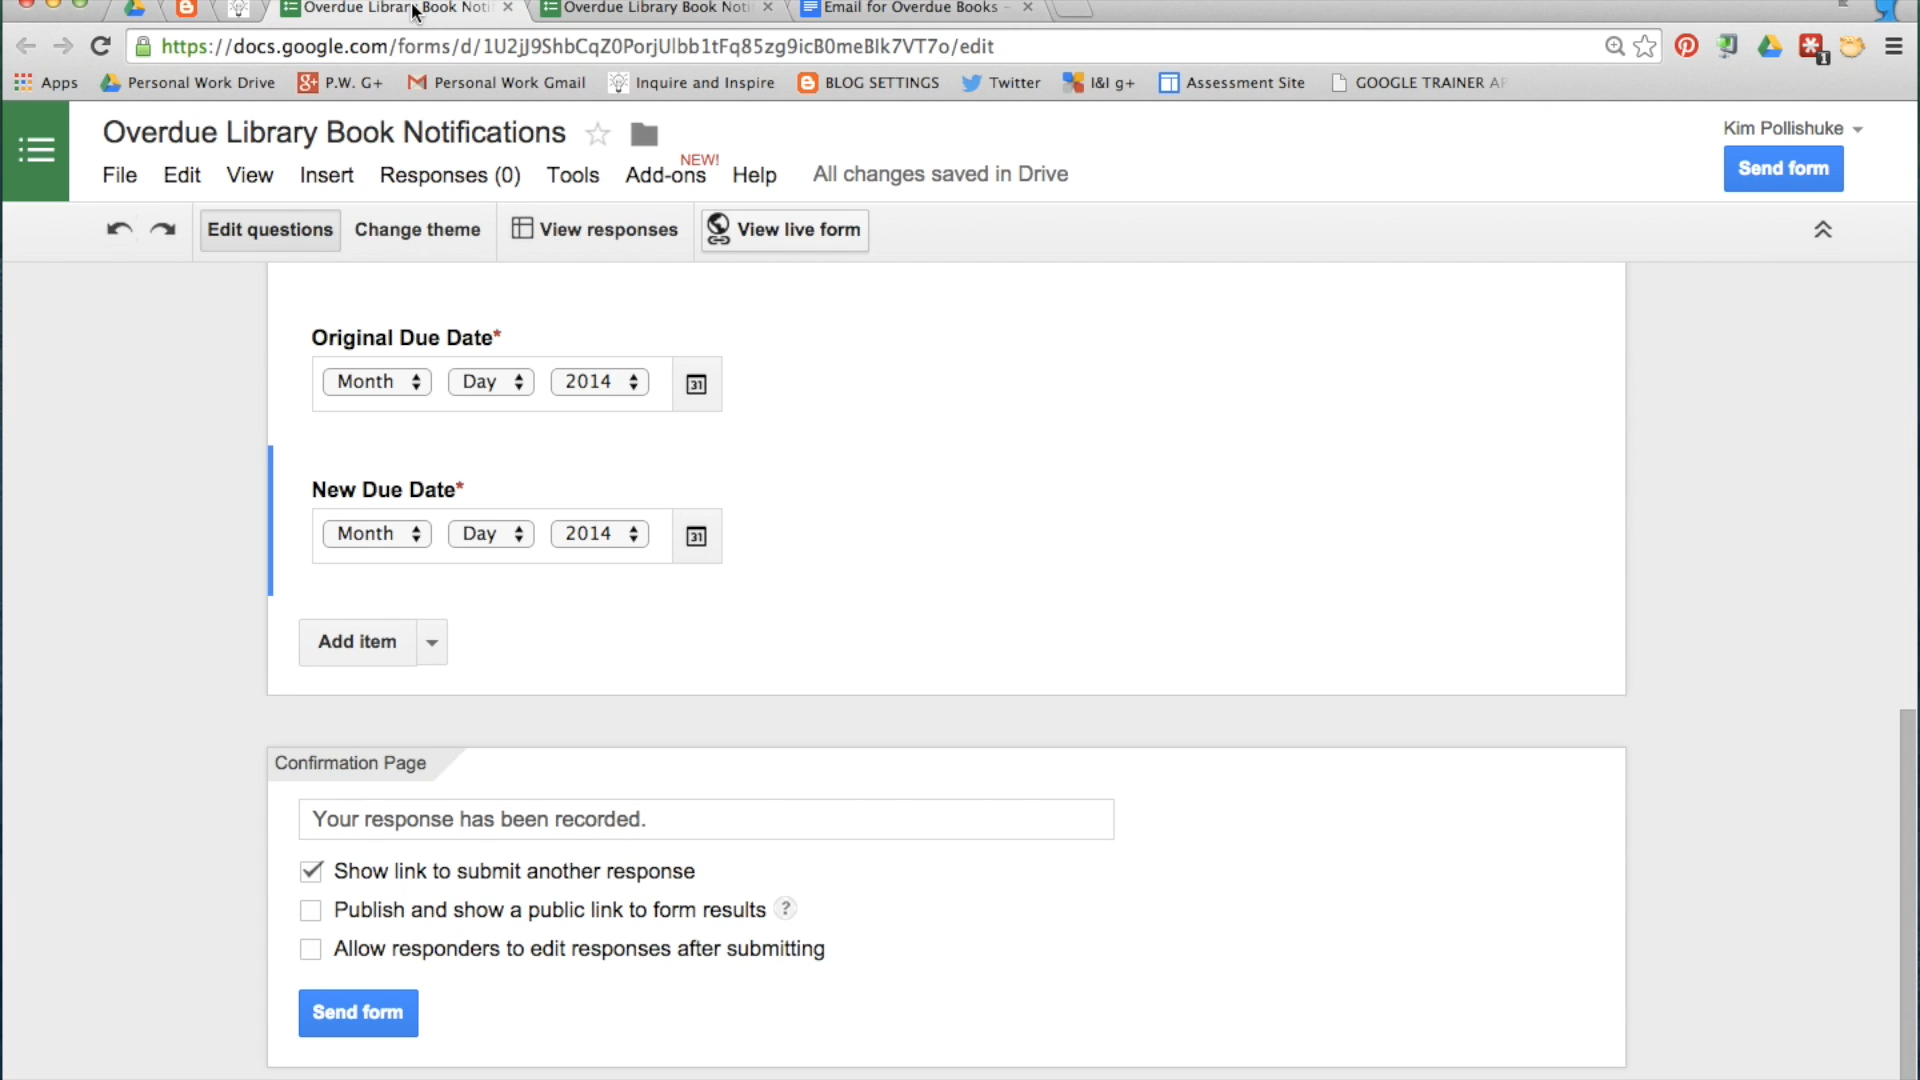 Overdue Library Book Noti
Overdue Library Book Noti
Email for Overdue Books -
https://docs.google.com/forms/d/1U2jJ9ShbCqZ0PorjUlbb1tFq85zg9icB0meBIk7VT7o/edit
1
Apps
Personal Work Drive
P.W. G+
Personal Work Gmail
Inquire and Inspire
BLOG SETTINGS
Twitter
I&I g+
Assessment Site
GOOGLE TRAINER AP
Overdue Library Book Notifications
Kim Pollishuke
File
Edit
View
Insert
Responses (0)
Tools
Add-ons
NEW!
Help
All changes saved in Drive
Send form
Edit questions
Change theme
View responses
View live form
Original Due Date*
Month
Day
2014
31
New Due Date*
Month
Day
2014
31
Add item
Confirmation Page
Your response has been recorded.
Show link to submit another response
Publish and show a public link to form results
?
Allow responders to edit responses after submitting
Send form